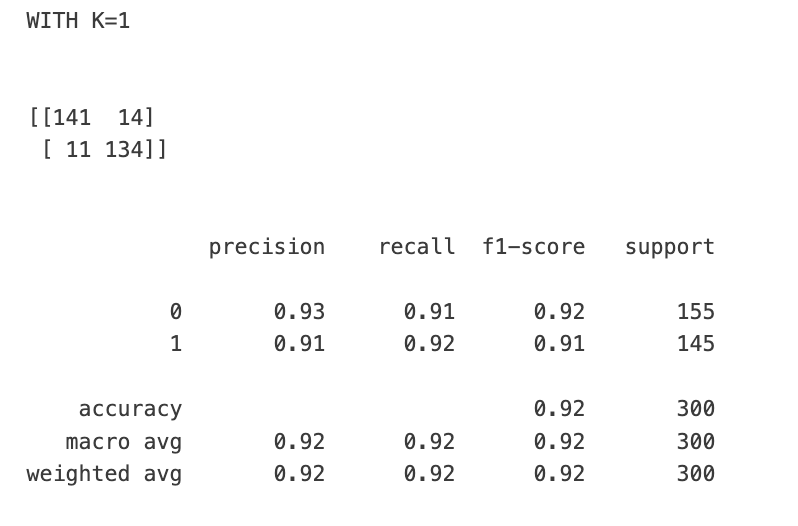 WITH K=1
[[141  14]
 [ 11 134]]
              precision    recall  f1-score   support
           0       0.93      0.91      0.92       155
           1       0.91      0.92      0.91       145
    accuracy                           0.92       300
   macro avg       0.92      0.92      0.92       300
weighted avg       0.92      0.92      0.92       300